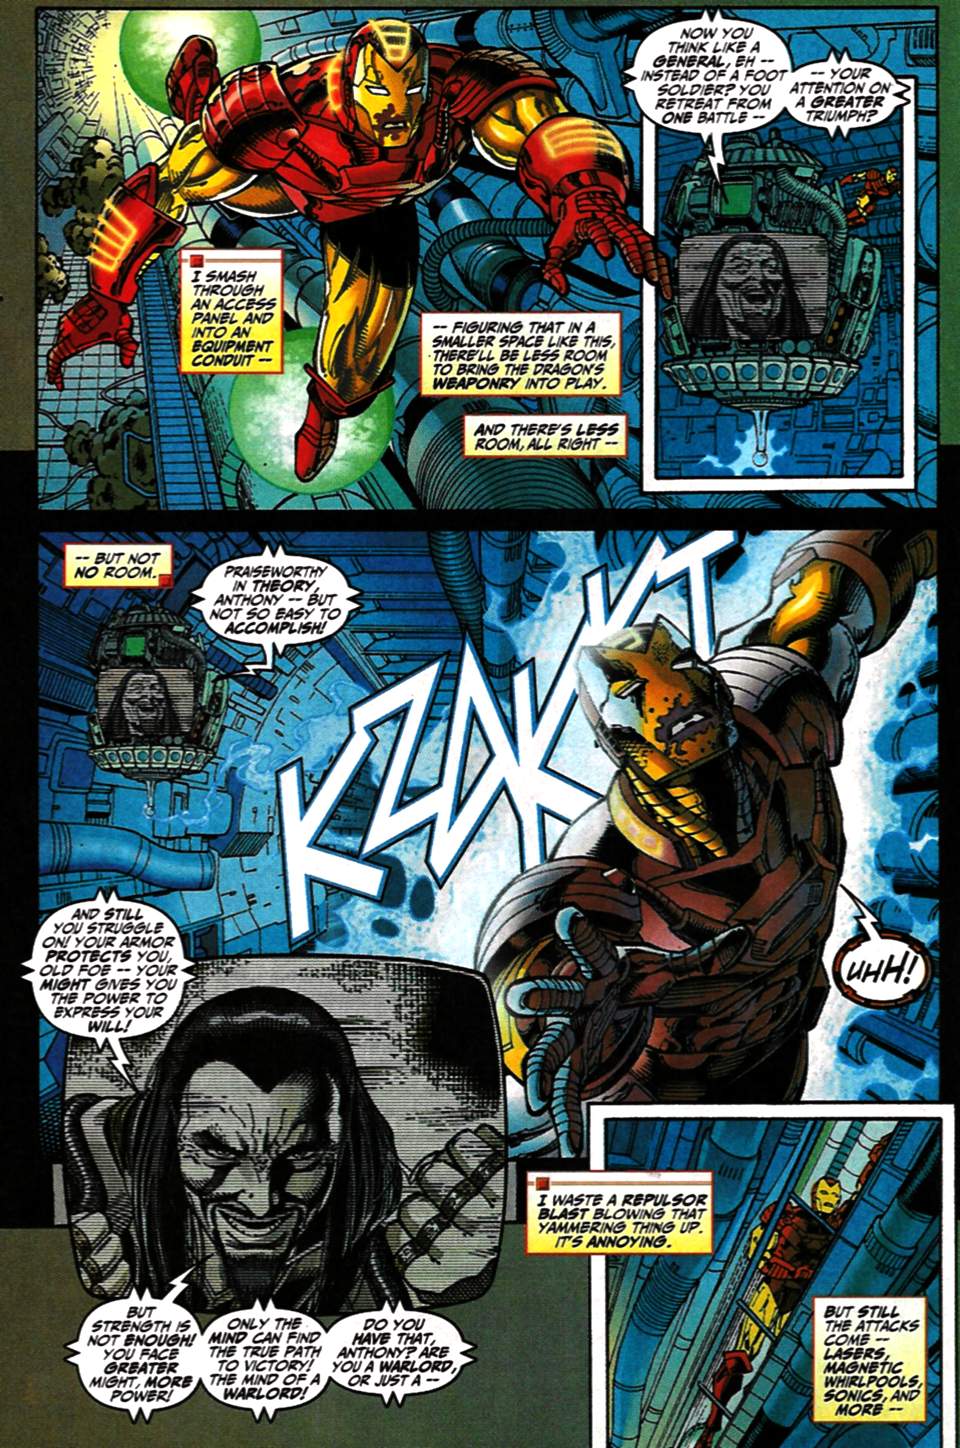 I SMASH
THROUGH
AN ACCESS
PANEL AND
INTO AN
EQUIPMENT
CONDUIT --
-- FIGURING THAT IN A
SMALLER SPACE LIKE THIS,
THERE'LL BE LESS ROOM
TO BRING THE DRAGON'S
WEAPONRY INTO PLAY.
AND THERE'S LESS
ROOM, ALL RIGHT --
NOW YOU
THINK LIKE A
GENERAL, EH --
INSTEAD OF A FOOT
SOLDIER? YOU
RETREAT FROM
ONE BATTLE --
-- YOUR
ATTENTION ON
A GREATER
TRIUMPH?
-- BUT NOT
NO ROOM.
PRAISEWORTHY
IN THEORY,
ANTHONY -- BUT
NOT SO EASY TO
ACCOMPLISH!
KZAKKT
UHH!
AND STILL
YOU STRUGGLE
ON! YOUR ARMOR
PROTECTS YOU,
OLD FOE -- YOUR
MIGHT GIVES YOU
THE POWER TO
EXPRESS YOUR
WILL!
BUT
STRENGTH IS
NOT ENOUGH!
YOU FACE
GREATER
MIGHT, MORE
POWER!
ONLY THE
MIND CAN FIND
THE TRUE PATH
TO VICTORY!
THE MIND OF A
WARLORD!
DO YOU
HAVE THAT,
ANTHONY? ARE
YOU A WARLORD,
OR JUST A --
I WASTE A REPULSOR
BLAST BLOWING THAT
YAMMERING THING UP.
IT'S ANNOYING.
BUT STILL
THE ATTACKS
COME --
LASERS,
MAGNETIC
WHIRLPOOLS,
SONICS, AND
MORE --